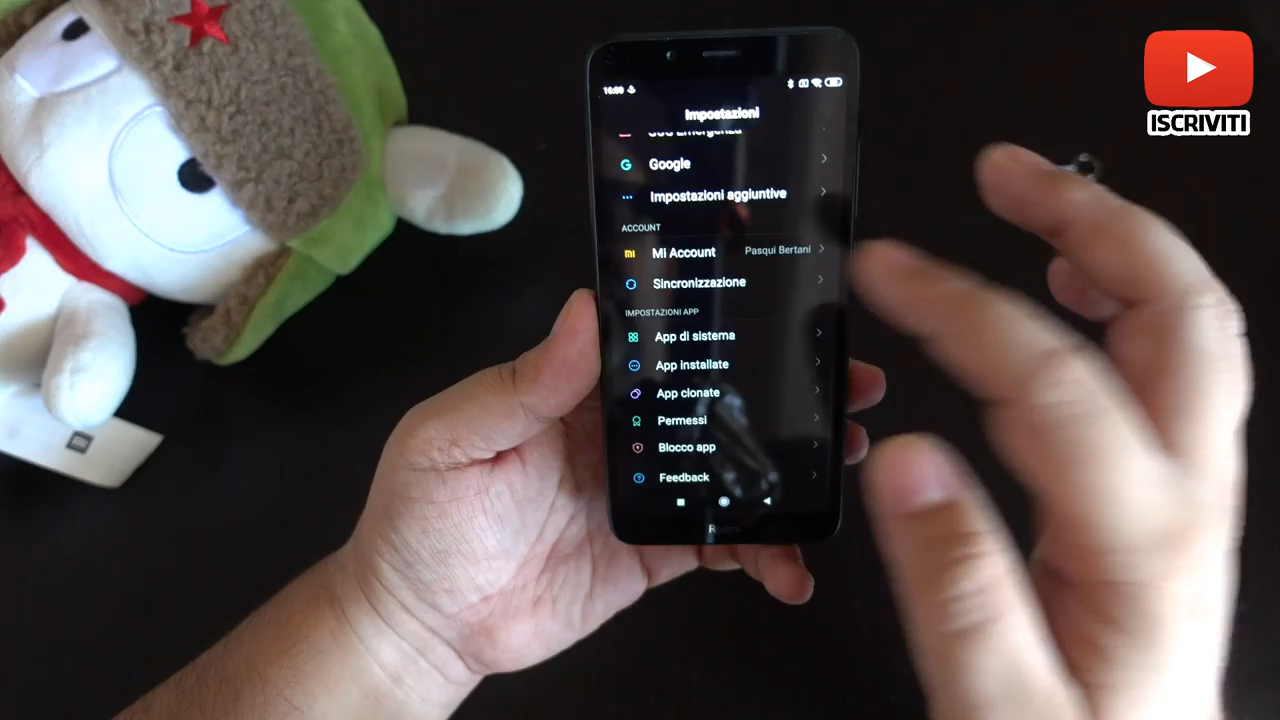 ISCRIVITI
Impostazioni
Google
Impostazioni aggiuntive
ACCOUNT
Mi Account Pasqui Bertani
Sincronizzazione
IMPOSTAZIONI APP
App di sistema
App installate
App clonate
Permessi
Blocco app
Feedback
Redmi